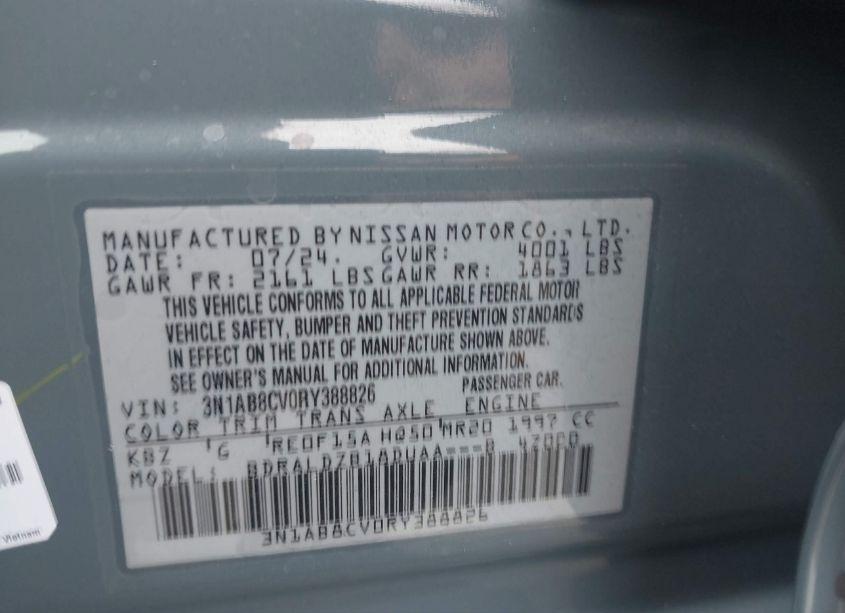 MANUFACTURED BY NISSAN MOTOR CO., LTD.
DATE: 07/24. GVWR: 4001 LBS
GAWR FR: 2161 LBS GAWR RR: 1863 LBS
THIS VEHICLE CONFORMS TO ALL APPLICABLE FEDERAL MOTOR
VEHICLE SAFETY, BUMPER AND THEFT PREVENTION STANDARDS
IN EFFECT ON THE DATE OF MANUFACTURE SHOWN ABOVE.
SEE OWNER'S MANUAL FOR ADDITIONAL INFORMATION.
VIN: 3N1AB8CV0RY388826 PASSENGER CAR.
COLOR TRIM TRANS AXLE ENGINE
KBZ 'G 'RE0F15A HQ50'MR20 1997 CC
MODEL:
3N1AB8CV0RY388826
Vietnam